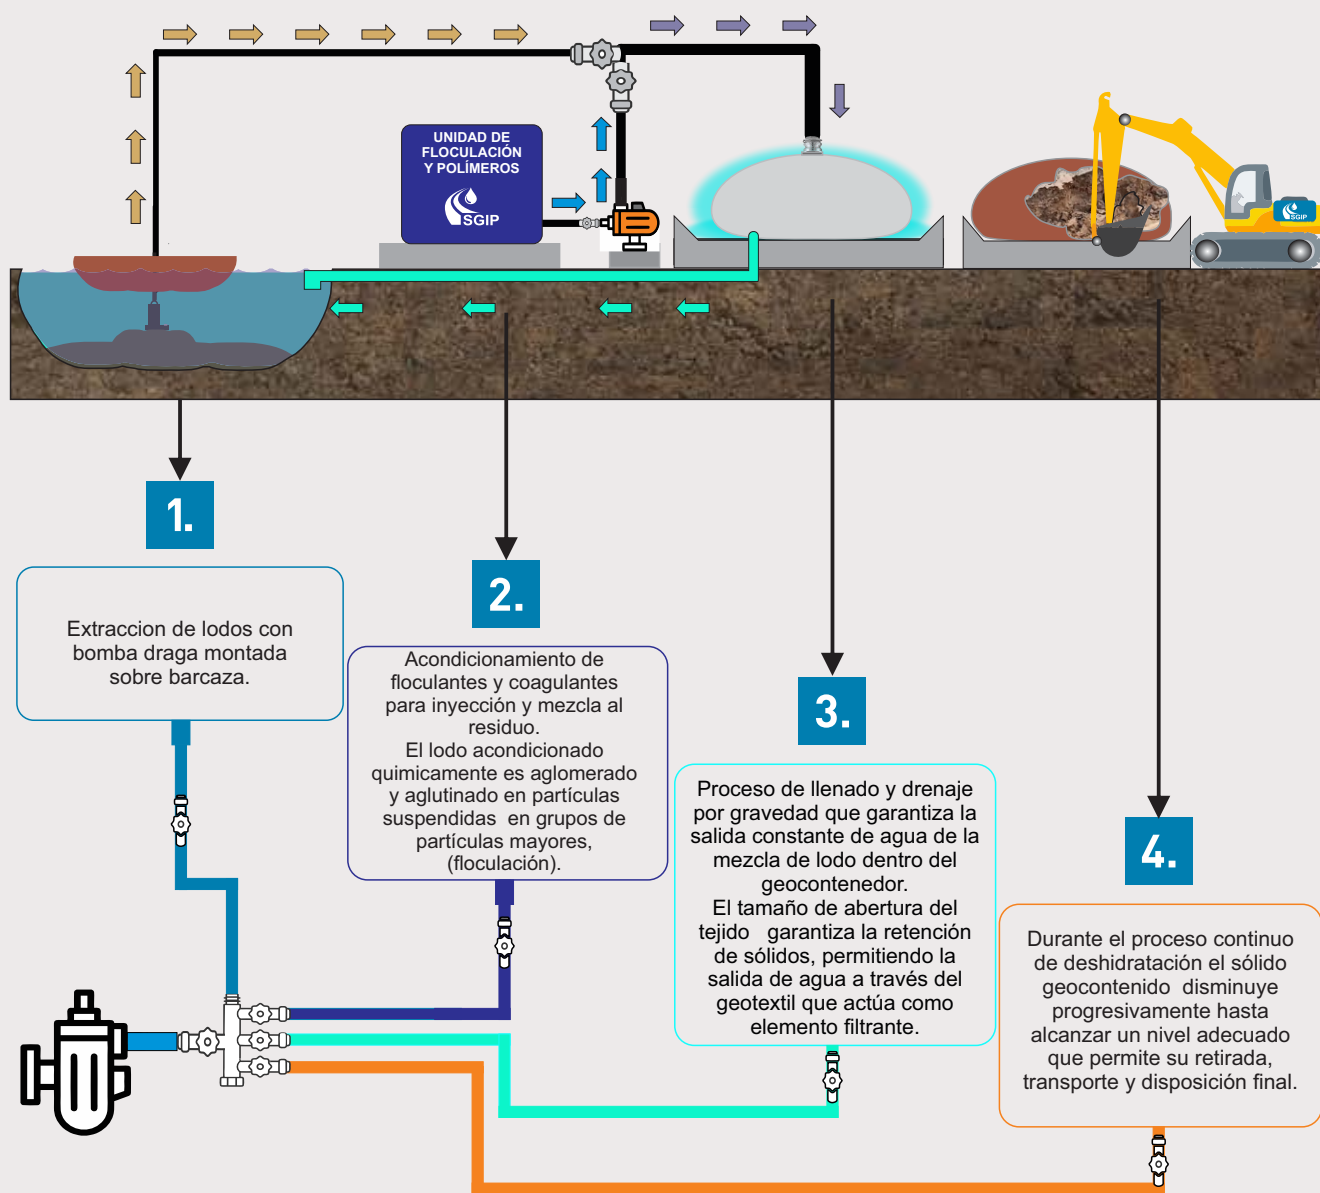 UNIDAD DE
FLOCULACIÓN
Y POLÍMEROS
SGIP
SGIP
1.
Extraccion de lodos con
bomba draga montada
sobre barcaza.
2.
Acondicionamiento de
floculantes y coagulantes
para inyección y mezcla al
residuo.
El lodo acondicionado
quimicamente es aglomerado
y aglutinado en partículas
suspendidas en grupos de
partículas mayores,
(floculación).
3.
Proceso de llenado y drenaje
por gravedad que garantiza la
salida constante de agua de la
mezcla de lodo dentro del
geocontenedor.
El tamaño de abertura del
tejido garantiza la retención
de sólidos, permitiendo la
salida de agua a través del
geotextil que actúa como
elemento filtrante.
4.
Durante el proceso continuo
de deshidratación el sólido
geocontenido disminuye
progresivamente hasta
alcanzar un nivel adecuado
que permite su retirada,
transporte y disposición final.